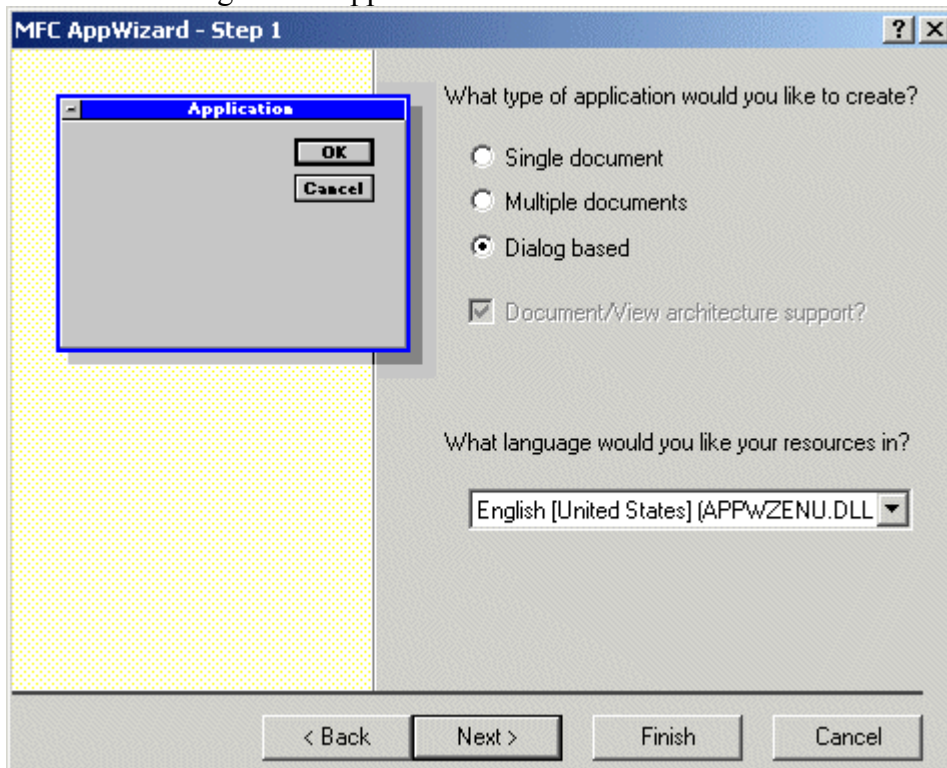 MFC AppWizard - Step 1
Application
OK
Cancel
What type of application would you like to create?
Single document
Multiple documents
Dialog based
Document/View architecture support?
What language would you like your resources in?
English [United States] (APPWZENU.DLL
< Back
Next >
Finish
Cancel